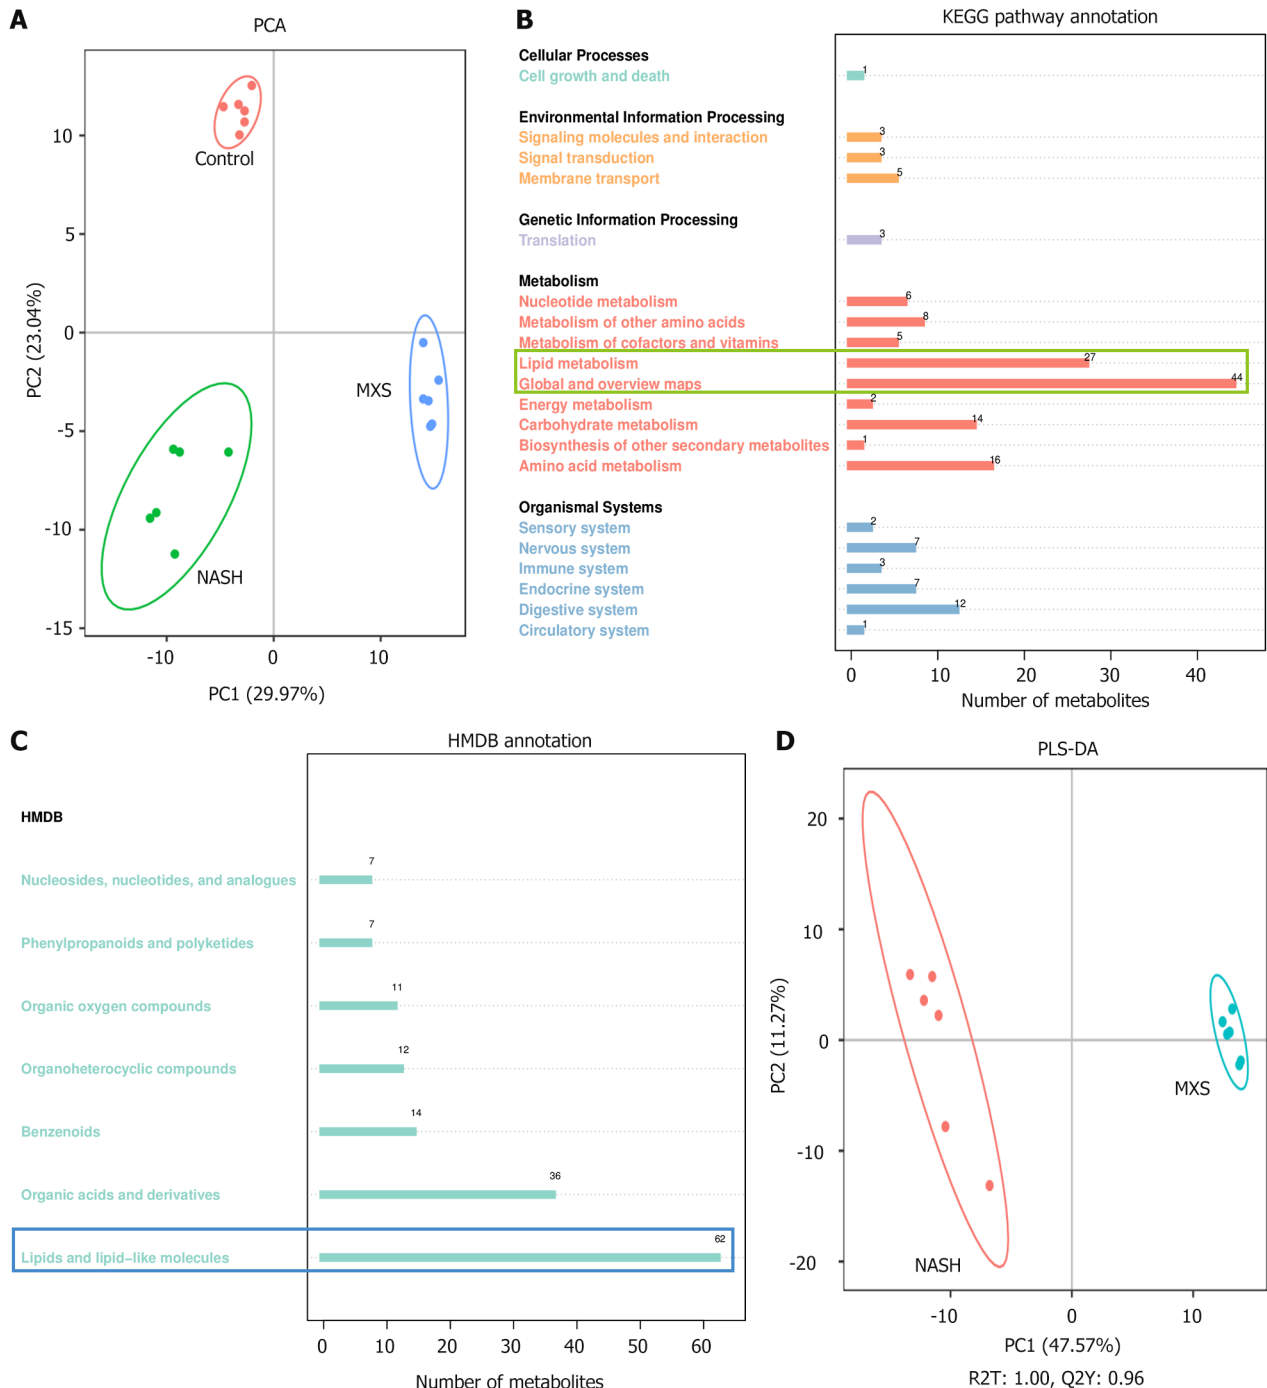 A
PCA
10
5
0
-5
-10
-15
PC2 (23.04%)
Control
MXS
NASH
-10
0
10
PC1 (29.97%)
B
KEGG pathway annotation
Cellular Processes
Cell growth and death
1
Environmental Information Processing
Signaling molecules and interaction
3
Signal transduction
3
Membrane transport
5
Genetic Information Processing
Translation
3
Metabolism
Nucleotide metabolism
6
Metabolism of other amino acids
8
Metabolism of cofactors and vitamins
5
Lipid metabolism
27
Global and overview maps
44
Energy metabolism
2
Carbohydrate metabolism
14
Biosynthesis of other secondary metabolites
1
Amino acid metabolism
16
Organismal Systems
Sensory system
2
Nervous system
7
Immune system
3
Endocrine system
7
Digestive system
12
Circulatory system
1
0
10
20
30
40
Number of metabolites
C
HMDB annotation
HMDB
Nucleosides, nucleotides, and analogues
7
Phenylpropanoids and polyketides
7
Organic oxygen compounds
11
Organoheterocyclic compounds
12
Benzenoids
14
Organic acids and derivatives
36
Lipids and lipid–like molecules
62
0
10
20
30
40
50
60
Number of metabolites
D
PLS-DA
20
10
0
-10
-20
PC2 (11.27%)
MXS
NASH
-10
0
10
PC1 (47.57%)
R2T: 1.00, Q2Y: 0.96